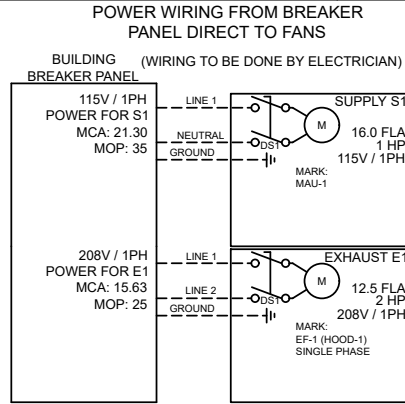 POWER WIRING FROM BREAKER
PANEL DIRECT TO FANS
BUILDING
BREAKER PANEL
(WIRING TO BE DONE BY ELECTRICIAN)
115V / 1PH
POWER FOR S1
MCA: 21.30
MOP: 35
LINE 1
NEUTRAL
GROUND
DS1
M
SUPPLY S1
16.0 FLA
1 HP
115V / 1PH
MARK:
MAU-1
208V / 1PH
POWER FOR E1
MCA: 15.63
MOP: 25
LINE 1
LINE 2
GROUND
DS1
M
EXHAUST E1
12.5 FLA
2 HP
208V / 1PH
MARK:
EF-1 (HOOD-1)
SINGLE PHASE